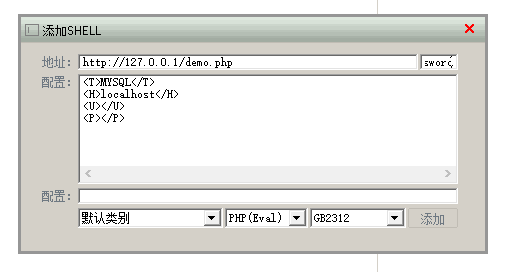 添加SHELL
地址: http://127.0.0.1/demo.php sword
配置: <T>MYSQL</T>
<H>localhost</H>
<U></U>
<P></P>
配置:
默认类别 PHP(Eval) GB2312 添加